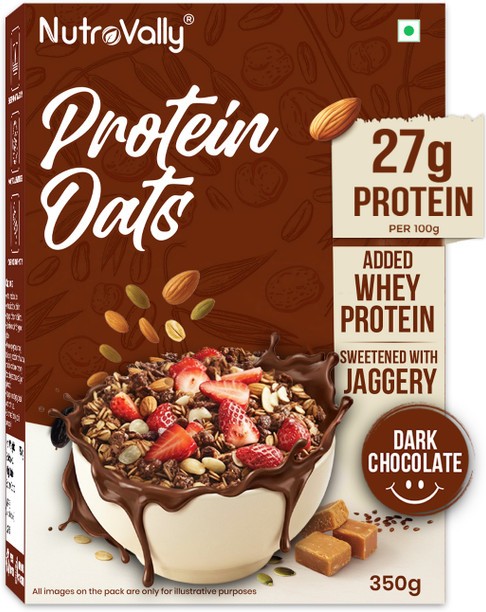 NutroVally®
Protein
Oats
27g
PROTEIN
PER 100g
ADDED
WHEY
PROTEIN
SWEETENED WITH
JAGGERY
DARK
CHOCOLATE
All images on the pack are only for illustrative purposes
350g